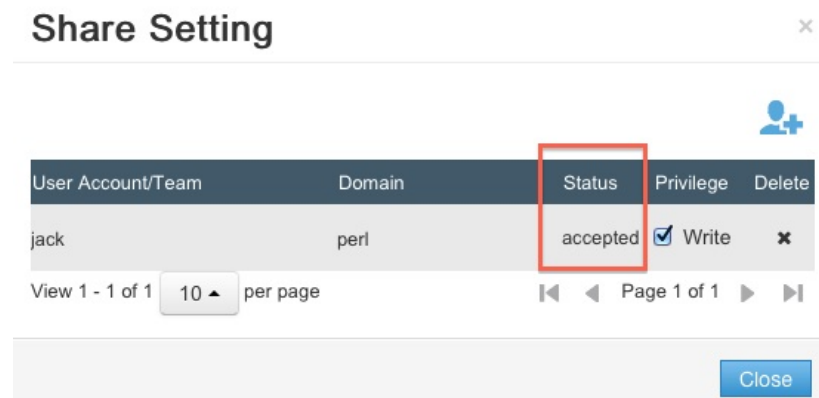 Share Setting
User Account/Team Domain Status Privilege Delete
jack perl accepted Write
View 1 - 1 of 1 10 per page Page 1 of 1
Close